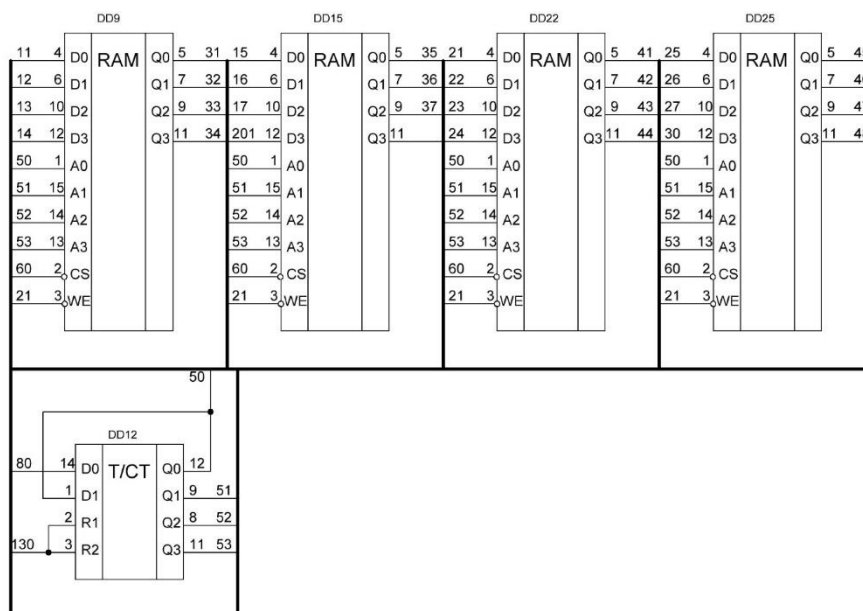 DD9 DD15 DD22 DD25
11 4 D0 RAM Q0 5 31 15 4 D0 RAM Q0 5 35 21 4 D0 RAM Q0 5 41 25 4 D0 RAM Q0 5
12 6 D1 Q1 7 32 16 6 D1 Q1 7 36 22 6 D1 Q1 7 42 26 6 D1 Q1 7
13 10 D2 Q2 9 33 17 10 D2 Q2 9 37 23 10 D2 Q2 9 43 27 10 D2 Q2 9
14 12 D3 Q3 11 34 201 12 D3 Q3 11 24 12 D3 Q3 11 44 30 12 D3 Q3 11
50 1 A0 50 1 A0 50 1 A0 50 1 A0
51 15 A1 51 15 A1 51 15 A1 51 15 A1
52 14 A2 52 14 A2 52 14 A2 52 14 A2
53 13 A3 53 13 A3 53 13 A3 53 13 A3
60 2 CS 60 2 CS 60 2 CS 60 2 CS
21 3 WE 21 3 WE 21 3 WE 21 3 WE
50
DD12
80 14 D0 T/CT Q0 12
1 D1 Q1 9 51
2 R1 Q2 8 52
130 3 R2 Q3 11 53